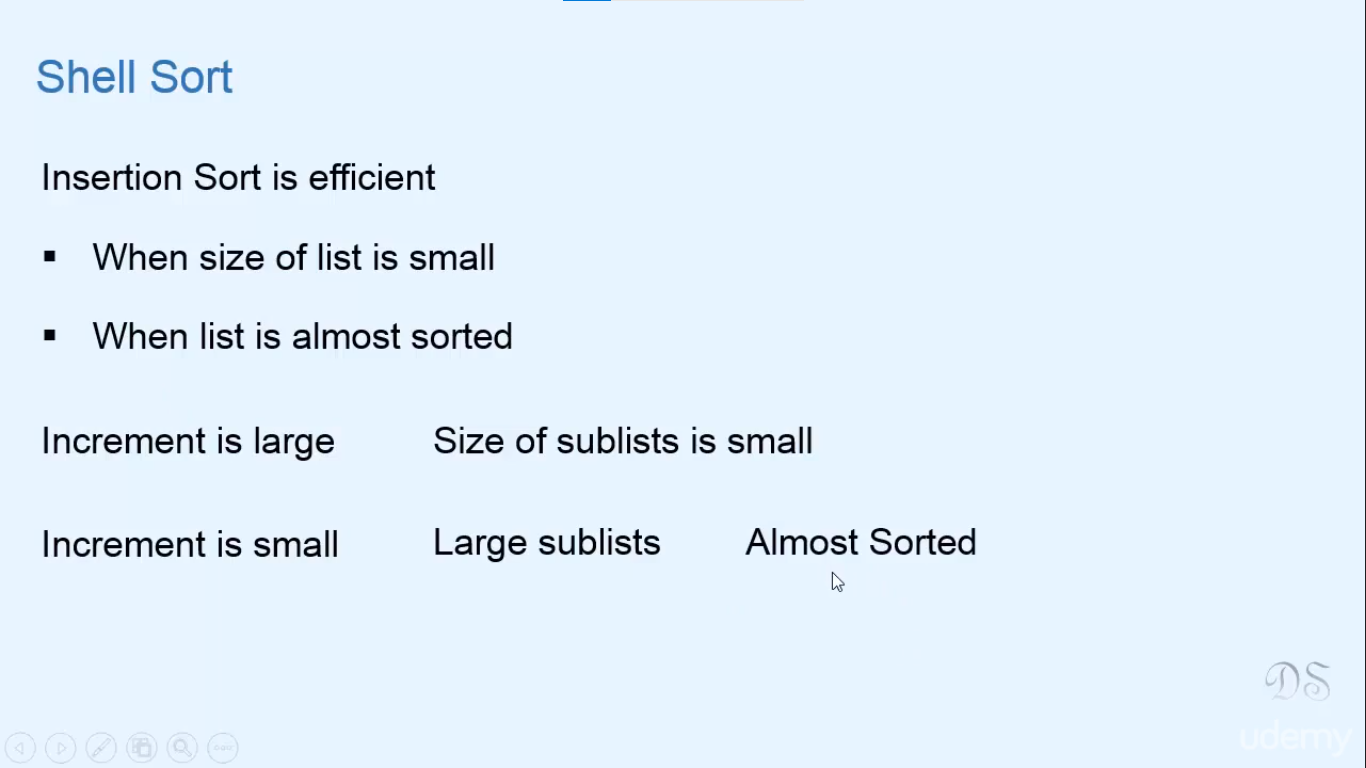 Shell Sort
Insertion Sort is efficient
▪ When size of list is small
▪ When list is almost sorted
Increment is large Size of sublists is small
Increment is small Large sublists Almost Sorted
DS
udemy